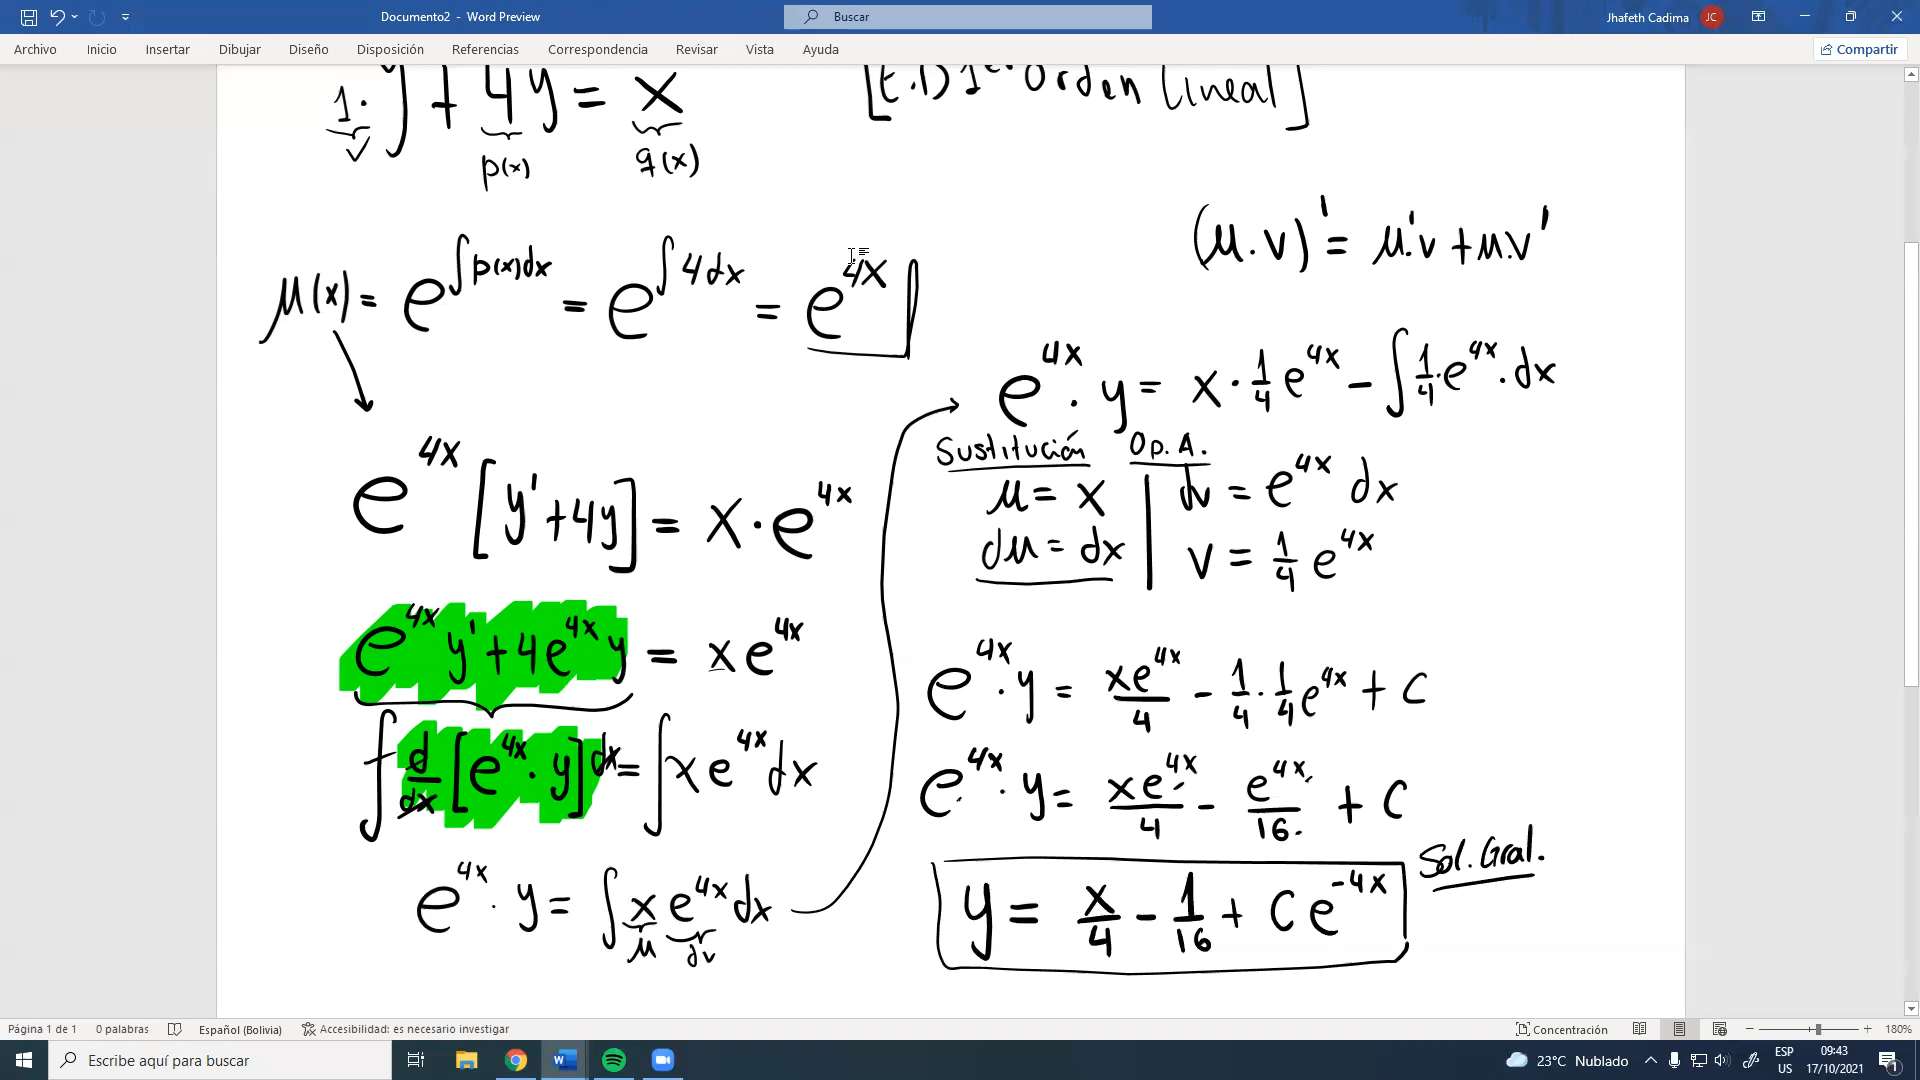 Documento2 - Word Preview
Buscar
Jhafeth Cadima
JC
Archivo Inicio Insertar Dibujar Diseño Disposición Referencias Correspondencia Revisar Vista Ayuda
Compartir
1·y' + 4y = x
p(x) q(x)
1er Orden Lineal]
(μ·v)' = μ'v + μ·v'
μ(x) = e^∫p(x)dx = e^∫4dx = e^4x
e^4x [y' + 4y] = x·e^4x
e^4x y' + 4e^4x y = xe^4x
∫ d/dx [e^4x · y] dx = ∫ x e^4x dx
e^4x · y = ∫ x e^4x dx
μ dv
e^4x · y = x · 1/4 e^4x - ∫ 1/4 · e^4x · dx
Sustitución Op. A.
μ = x | dv = e^4x dx
dμ = dx | v = 1/4 e^4x
e^4x · y = xe^4x/4 - 1/4 · 1/4 e^4x + C
e^4x · y = xe^4x/4 - e^4x/16 + C
Sol. Gral.
y = x/4 - 1/16 + C e^-4x
Página 1 de 1 0 palabras Español (Bolivia) Accesibilidad: es necesario investigar
Concentración
180%
Escribe aquí para buscar
23°C Nublado
ESP
US
09:43
17/10/2021
1